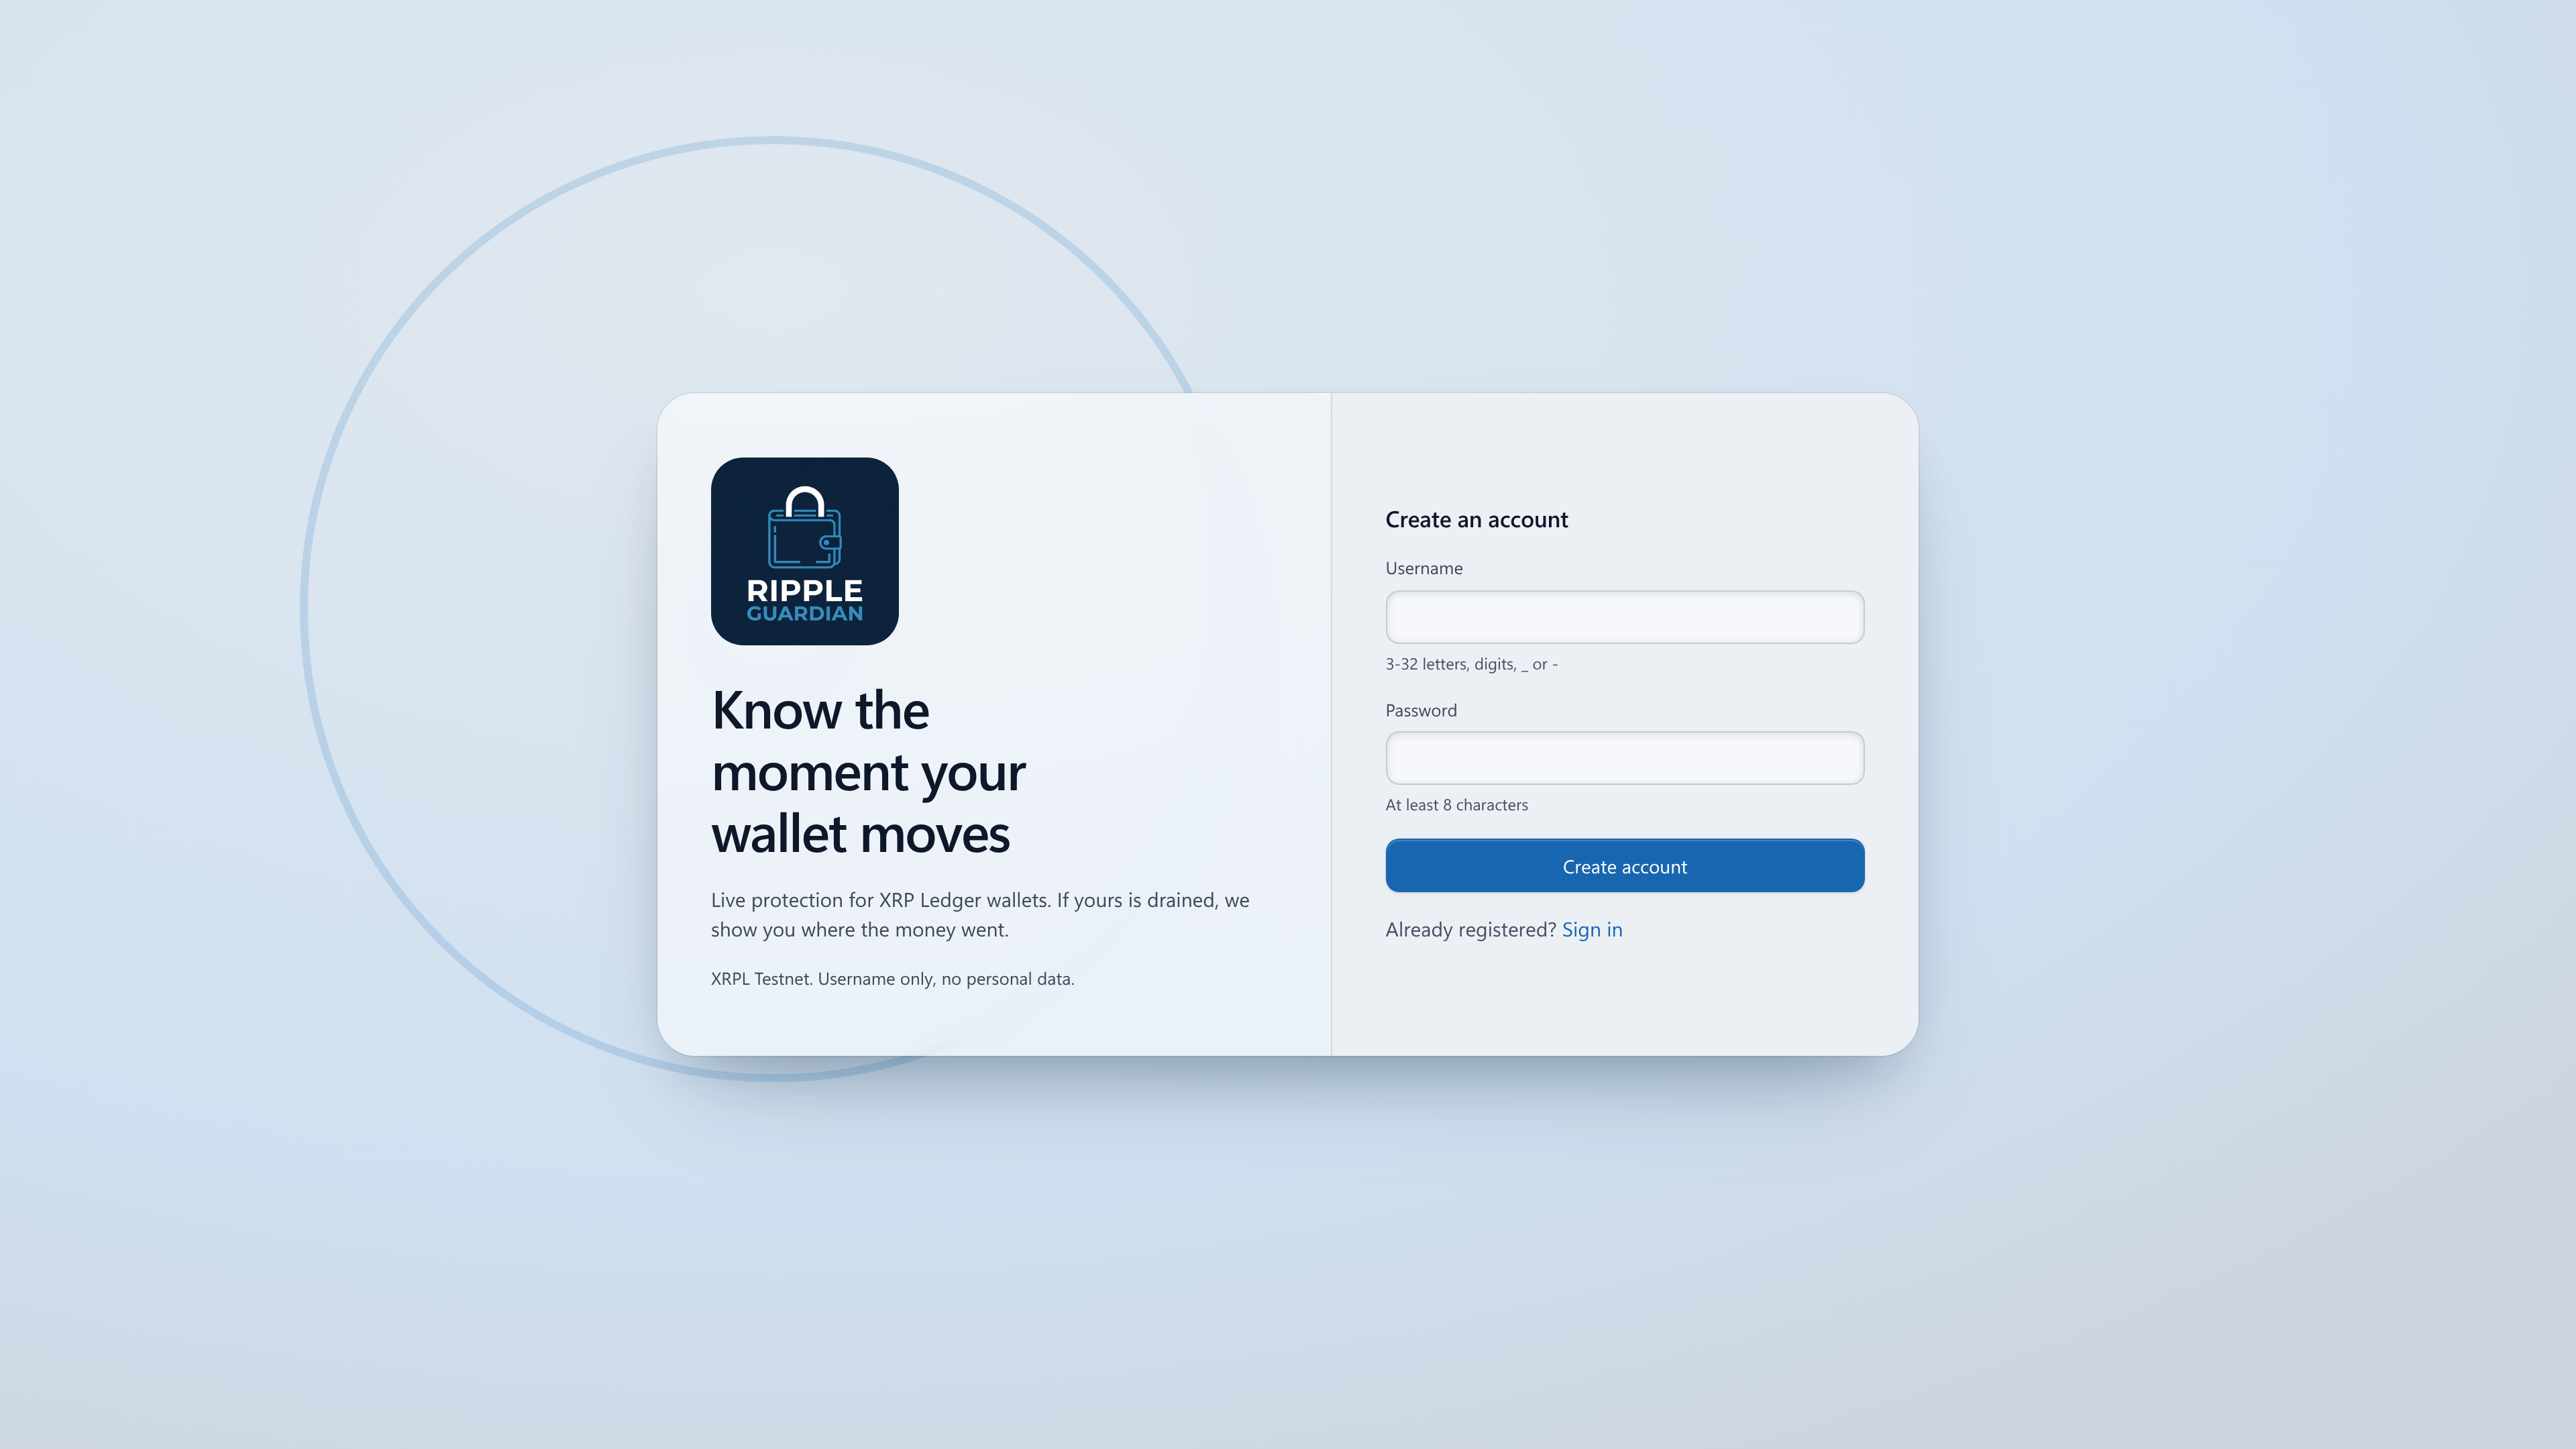 RIPPLE
GUARDIAN
Know the
moment your
wallet moves
Live protection for XRP Ledger wallets. If yours is drained, we
show you where the money went.
XRPL Testnet. Username only, no personal data.
Create an account
Username
3-32 letters, digits, _ or -
Password
At least 8 characters
Create account
Already registered? Sign in